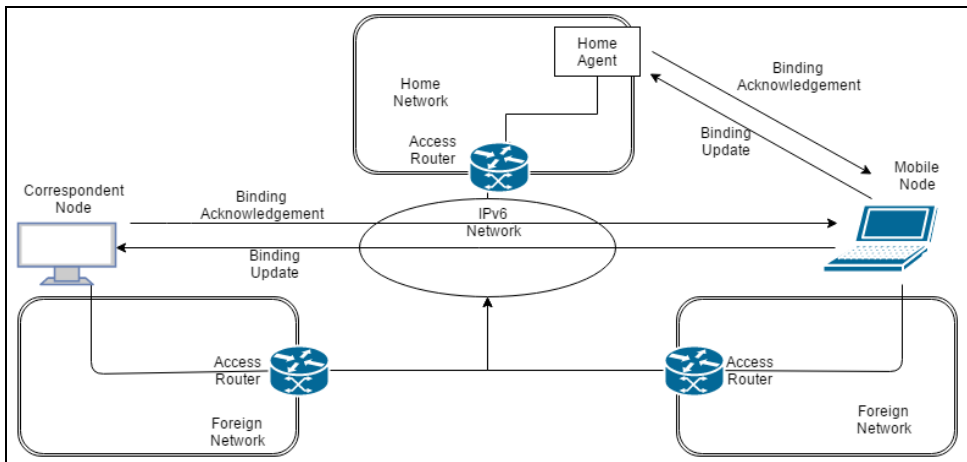 Home
Agent
Home
Network
Binding
Acknowledgement
Binding
Update
Access
Router
Mobile
Node
Correspondent
Node
Binding
Acknowledgement
IPv6
Network
Binding
Update
Access
Router
Foreign
Network
Access
Router
Foreign
Network